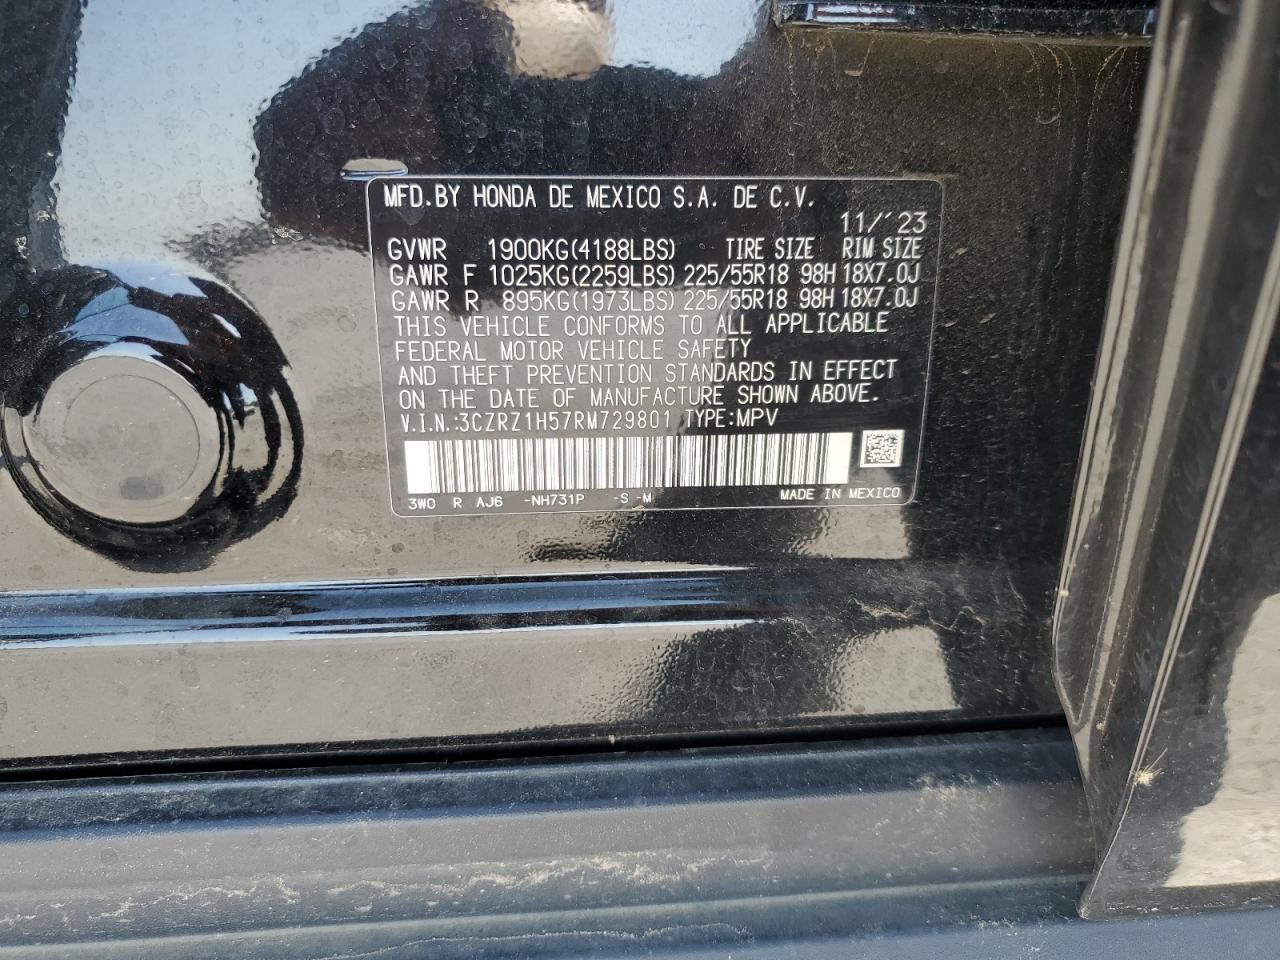 MFD.BY HONDA DE MEXICO S.A. DE C.V.
11/´23
GVWR 1900KG(4188LBS) TIRE SIZE RIM SIZE
GAWR F 1025KG(2259LBS) 225/55R18 98H 18X7.0J
GAWR R 895KG(1973LBS) 225/55R18 98H 18X7.0J
THIS VEHICLE CONFORMS TO ALL APPLICABLE
FEDERAL MOTOR VEHICLE SAFETY
AND THEFT PREVENTION STANDARDS IN EFFECT
ON THE DATE OF MANUFACTURE SHOWN ABOVE.
V.I.N.:3CZRZ1H57RM729801 TYPE:MPV
3W0 R AJ6 -NH731P -S -M MADE IN MEXICO